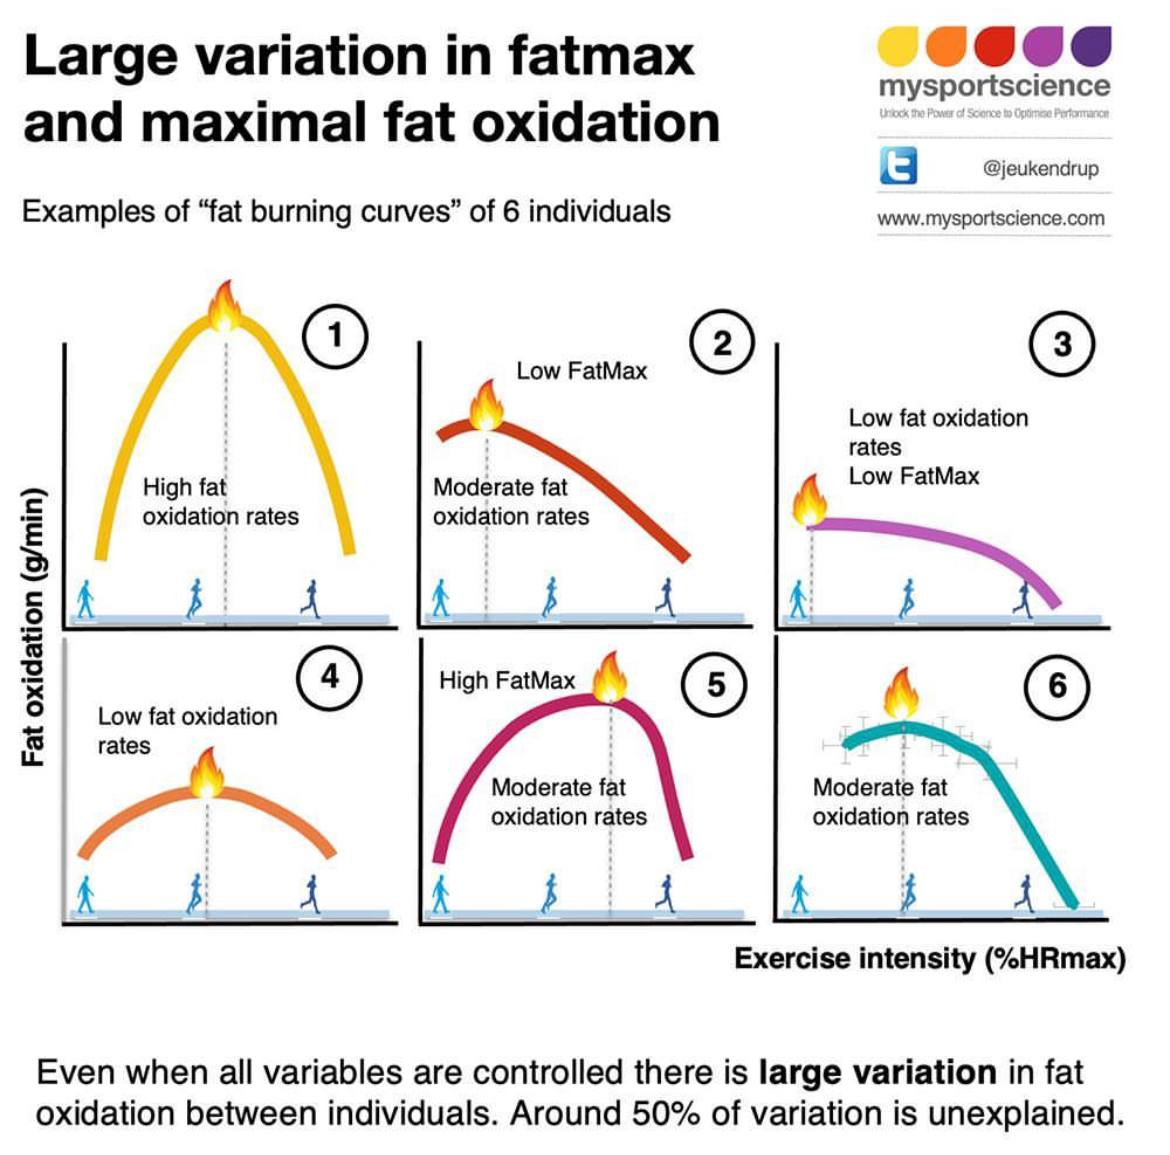 Large variation in fatmax
and maximal fat oxidation
mysportscience
Unlock the Power of Science to Optimise Performance
@jeukendrup
www.mysportscience.com
Examples of “fat burning curves” of 6 individuals
Fat oxidation (g/min)
1
High fat
oxidation rates
2
Low FatMax
Moderate fat
oxidation rates
3
Low fat oxidation
rates
Low FatMax
4
Low fat oxidation
rates
5
High FatMax
Moderate fat
oxidation rates
6
Moderate fat
oxidation rates
Exercise intensity (%HRmax)
Even when all variables are controlled there is large variation in fat
oxidation between individuals. Around 50% of variation is unexplained.